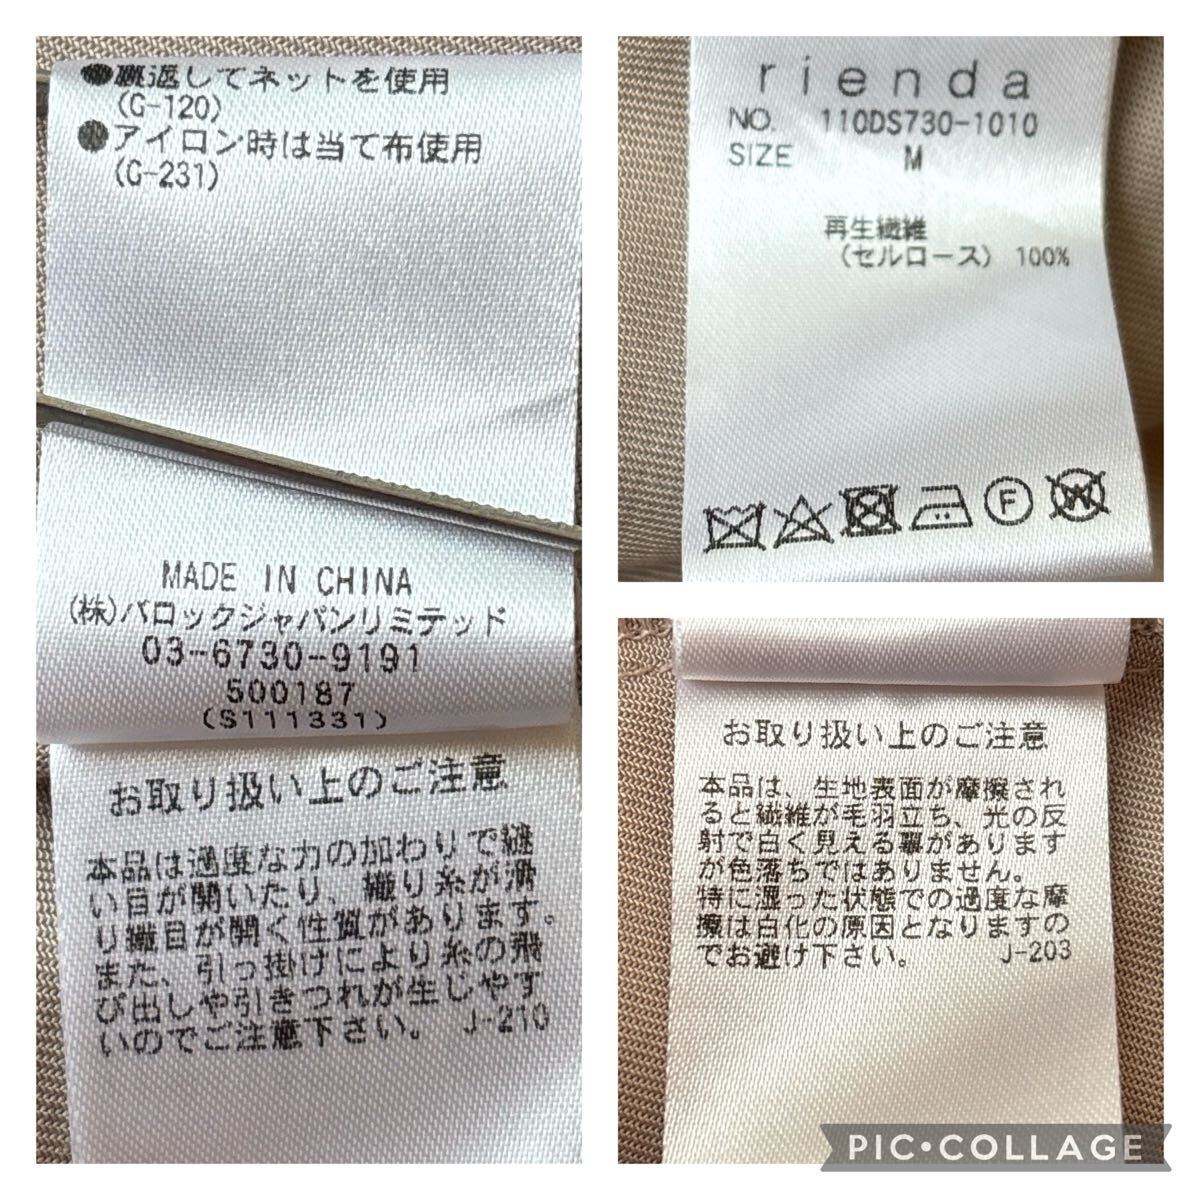 ●裏返してネットを使用
(G-120)
●アイロン時は当て布使用
(G-231)
MADE IN CHINA
(株)バロックジャパンリミテッド
03-6730-9191
500187
(S111331)
お取り扱い上のご注意
本品は過度な力の加わりで縫
い目が開いたり、織り糸が滑
り織目が開く性質があります。
また、引っ掛けにより糸の飛
び出しや引きつれが生じやす
いのでご注意下さい。 J-210
rienda
NO. 110DS730-1010
SIZE M
再生繊維
(セルロース) 100%
F
W
お取り扱い上のご注意
本品は、生地表面が摩擦され
ると繊維が毛羽立ち、光の反
射で白く見える事があります
が色落ちではありません。
特に湿った状態での過度な摩
擦は白化の原因となりますの
でお避け下さい。 J-203
PIC•COLLAGE